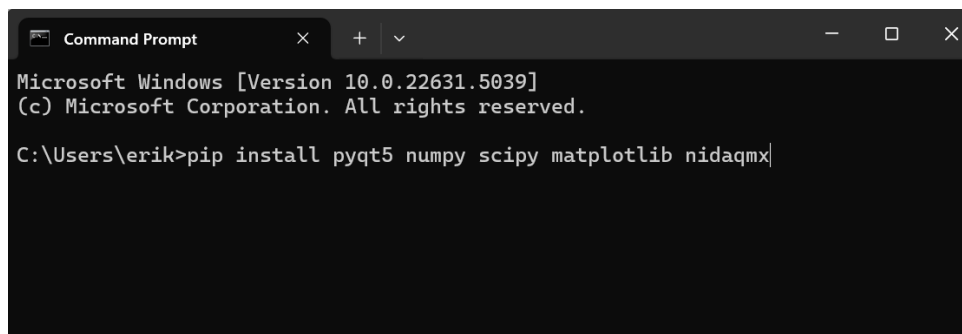 Command Prompt
Microsoft Windows [Version 10.0.22631.5039]
(c) Microsoft Corporation. All rights reserved.
C:\Users\erik>pip install pyqt5 numpy scipy matplotlib nidaqmx